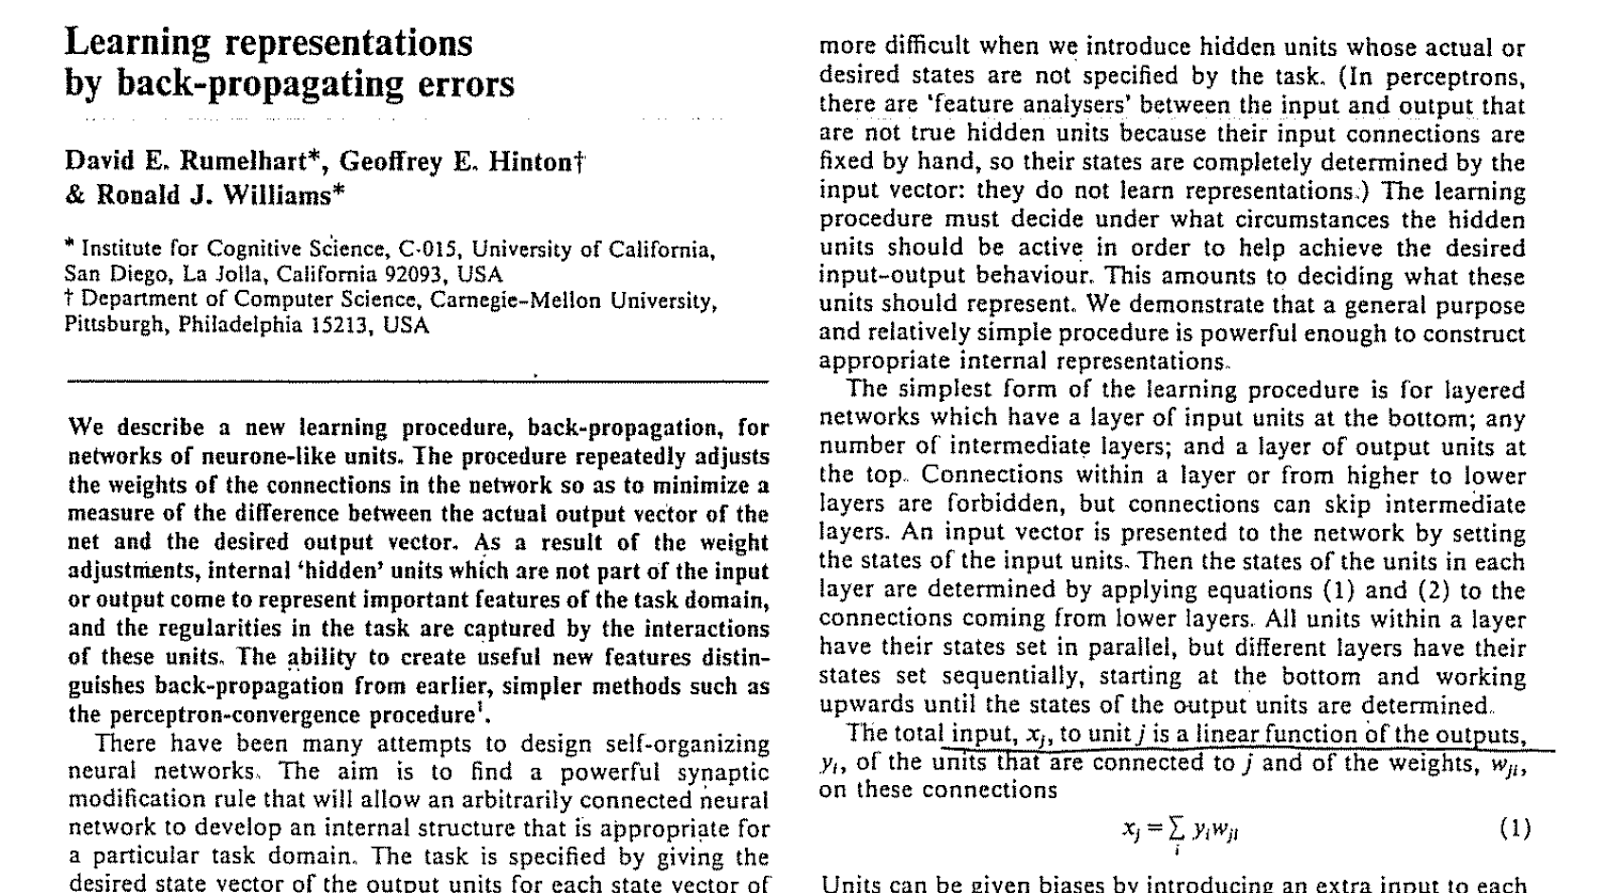 Learning representations
by back-propagating errors
David E. Rumelhart*, Geoffrey E. Hinton†
& Ronald J. Williams*
* Institute for Cognitive Science, C-015, University of California,
San Diego, La Jolla, California 92093, USA
† Department of Computer Science, Carnegie-Mellon University,
Pittsburgh, Philadelphia 15213, USA
We describe a new learning procedure, back-propagation, for
networks of neurone-like units. The procedure repeatedly adjusts
the weights of the connections in the network so as to minimize a
measure of the difference between the actual output vector of the
net and the desired output vector. As a result of the weight
adjustments, internal ‘hidden’ units which are not part of the input
or output come to represent important features of the task domain,
and the regularities in the task are captured by the interactions
of these units. The ability to create useful new features distin-
guishes back-propagation from earlier, simpler methods such as
the perceptron-convergence procedure¹.
There have been many attempts to design self-organizing
neural networks. The aim is to find a powerful synaptic
modification rule that will allow an arbitrarily connected neural
network to develop an internal structure that is appropriate for
a particular task domain. The task is specified by giving the
desired state vector of the output units for each state vector of
more difficult when we introduce hidden units whose actual or
desired states are not specified by the task. (In perceptrons,
there are ‘feature analysers’ between the input and output that
are not true hidden units because their input connections are
fixed by hand, so their states are completely determined by the
input vector: they do not learn representations.) The learning
procedure must decide under what circumstances the hidden
units should be active in order to help achieve the desired
input-output behaviour. This amounts to deciding what these
units should represent. We demonstrate that a general purpose
and relatively simple procedure is powerful enough to construct
appropriate internal representations.
The simplest form of the learning procedure is for layered
networks which have a layer of input units at the bottom; any
number of intermediate layers; and a layer of output units at
the top. Connections within a layer or from higher to lower
layers are forbidden, but connections can skip intermediate
layers. An input vector is presented to the network by setting
the states of the input units. Then the states of the units in each
layer are determined by applying equations (1) and (2) to the
connections coming from lower layers. All units within a layer
have their states set in parallel, but different layers have their
states set sequentially, starting at the bottom and working
upwards until the states of the output units are determined.
The total input, xⱼ, to unit j is a linear function of the outputs,
yᵢ, of the units that are connected to j and of the weights, wⱼᵢ,
on these connections
xⱼ = ∑ᵢ yᵢwⱼᵢ (1)
Units can be given biases by introducing an extra input to each